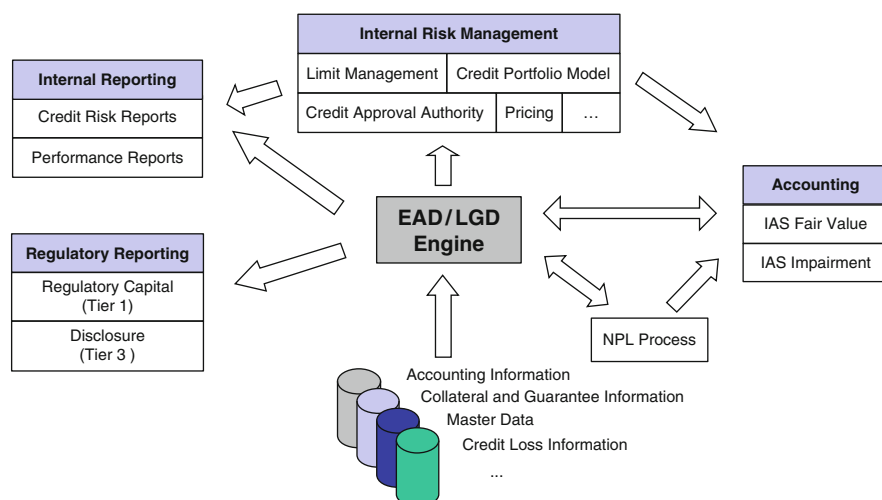 Internal Risk Management
Limit Management
Credit Portfolio Model
Credit Approval Authority
Pricing
...
Internal Reporting
Credit Risk Reports
Performance Reports
EAD/LGD
Engine
Accounting
IAS Fair Value
IAS Impairment
Regulatory Reporting
Regulatory Capital
(Tier 1)
Disclosure
(Tier 3 )
NPL Process
Accounting Information
Collateral and Guarantee Information
Master Data
Credit Loss Information
...